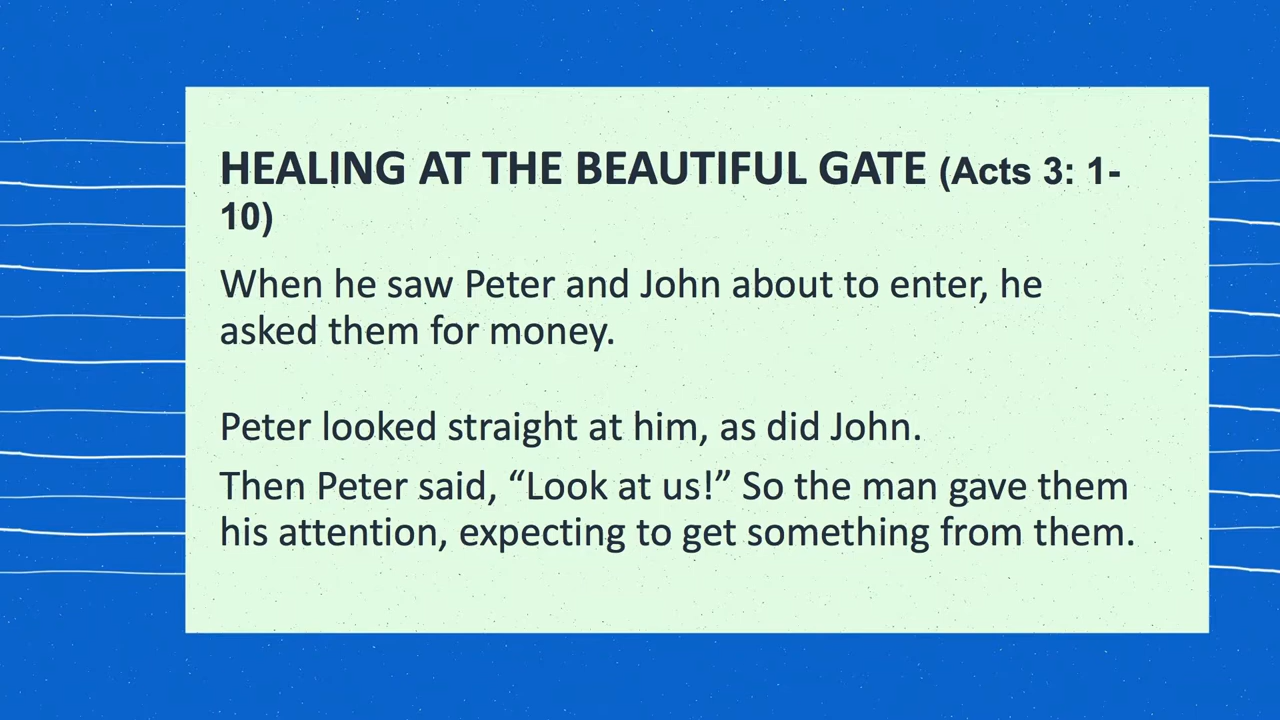 HEALING AT THE BEAUTIFUL GATE (Acts 3: 1-
10)
When he saw Peter and John about to enter, he
asked them for money.
Peter looked straight at him, as did John.
Then Peter said, “Look at us!” So the man gave them
his attention, expecting to get something from them.